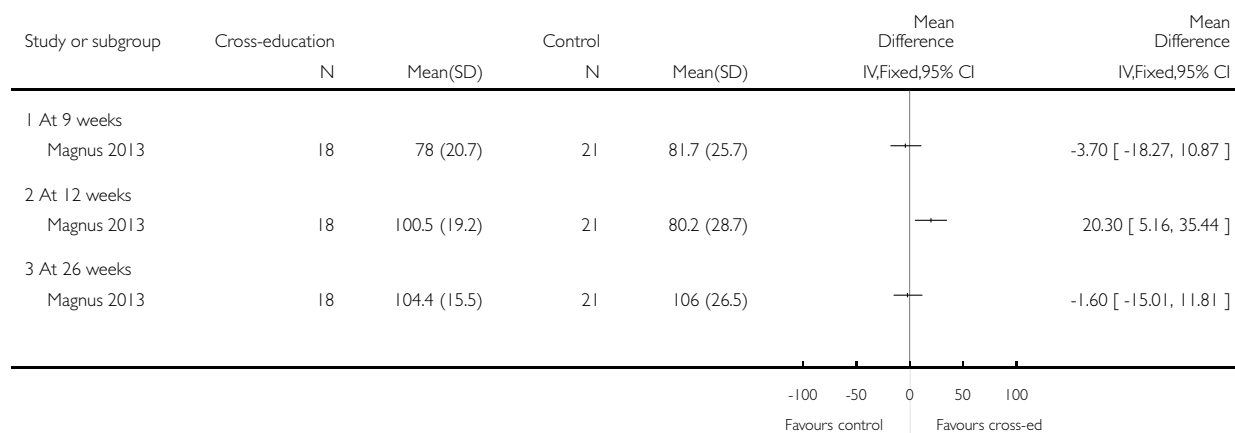 Mean Mean
Study or subgroup Cross-education Control Difference Difference
N Mean(SD) N Mean(SD) IV,Fixed,95% CI IV,Fixed,95% CI
1 At 9 weeks
Magnus 2013 18 78 (20.7) 21 81.7 (25.7) -3.70 [ -18.27, 10.87 ]
2 At 12 weeks
Magnus 2013 18 100.5 (19.2) 21 80.2 (28.7) 20.30 [ 5.16, 35.44 ]
3 At 26 weeks
Magnus 2013 18 104.4 (15.5) 21 106 (26.5) -1.60 [ -15.01, 11.81 ]
-100 -50 0 50 100
Favours control Favours cross-ed